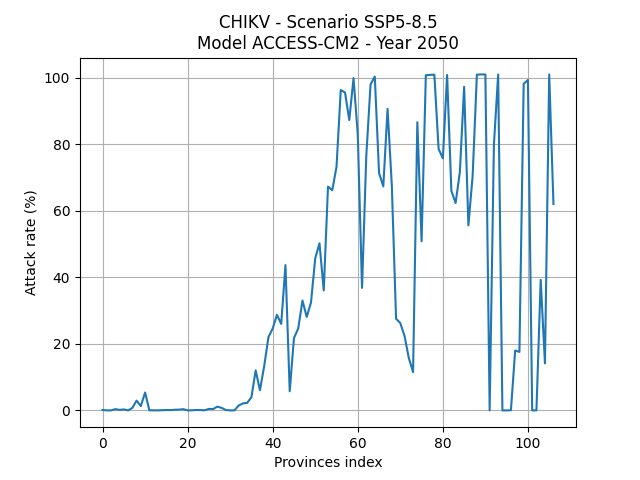 CHIKV - Scenario SSP5-8.5
Model ACCESS-CM2 - Year 2050
100
80
60
40
20
0
Attack rate (%)
0 20 40 60 80 100
Provinces index